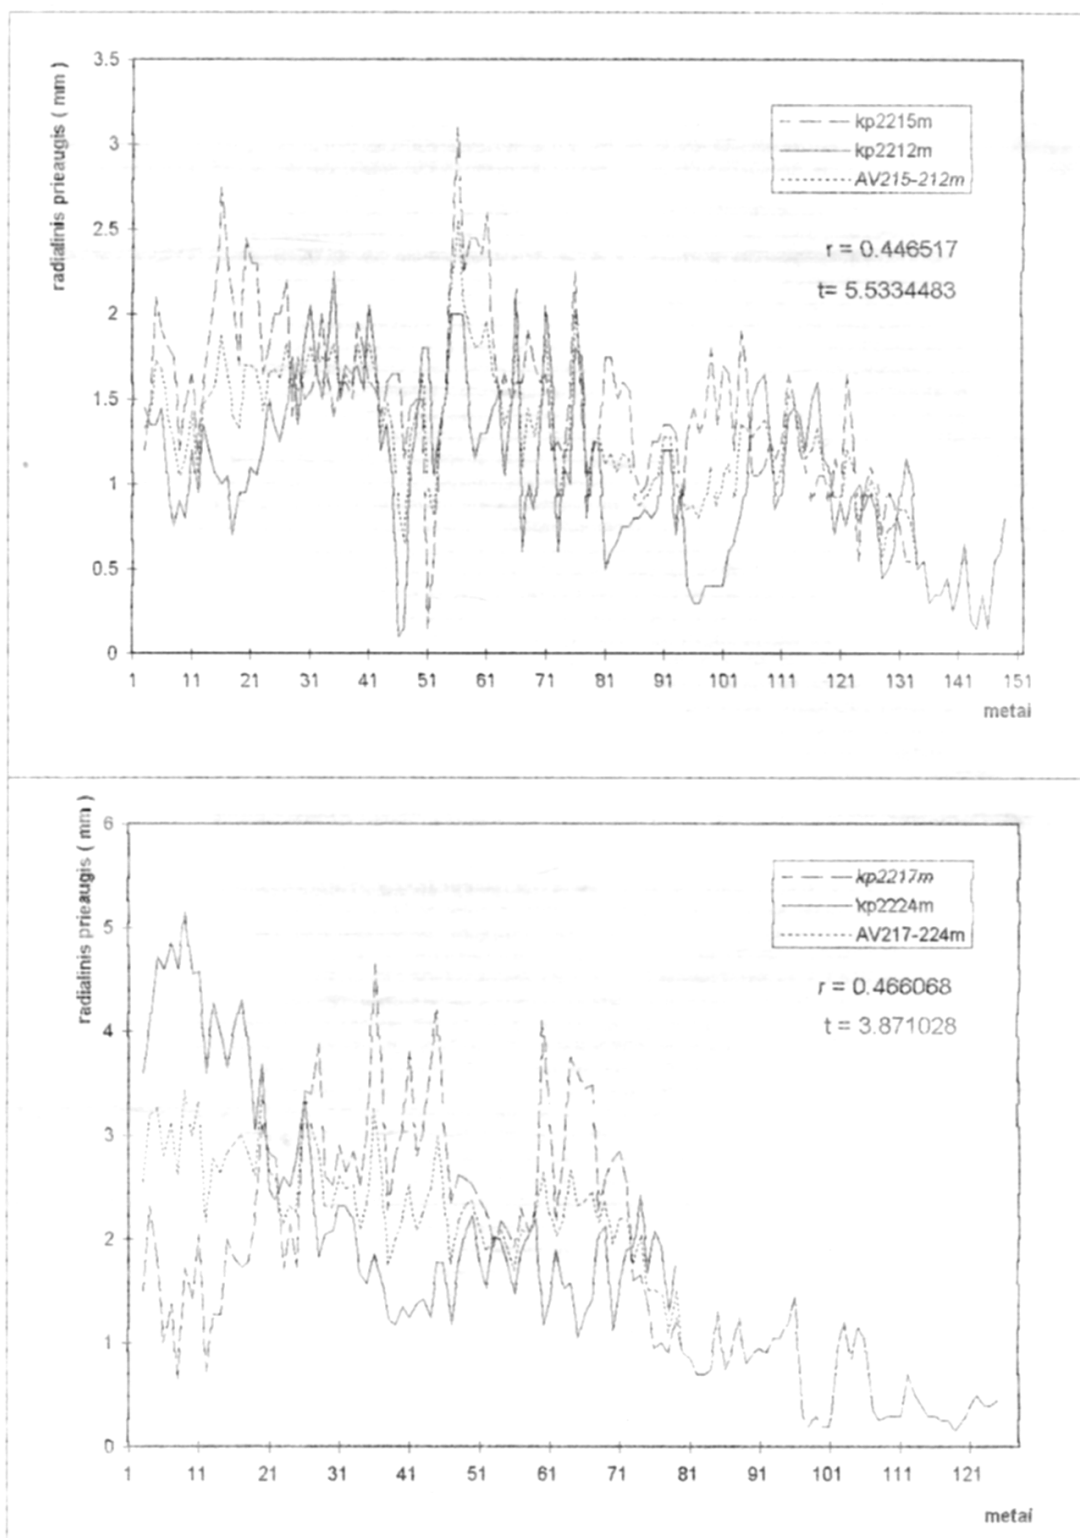 radialinis prieaugis ( mm )
3.5
3
2.5
2
1.5
1
0.5
0
kp2215m
kp2212m
AV215-212m
r = 0.446517
t= 5.5334483
1 11 21 31 41 51 61 71 81 91 101 111 121 131 141 151
metai
radialinis prieaugis ( mm )
6
5
4
3
2
1
0
kp2217m
kp2224m
AV217-224m
r = 0.466068
t = 3.871028
1 11 21 31 41 51 61 71 81 91 101 111 121
metai